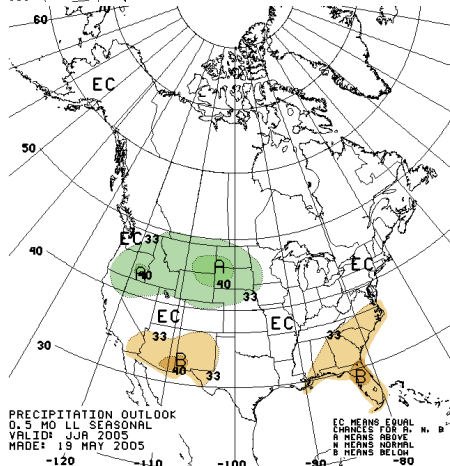 60
70
EC
50
EC 33
40
A
40
40
33
EC
EC
EC
33
33
B
40
33
B
30
PRECIPITATION OUTLOOK
0.5 MO LL SEASONAL
VALID: JJA 2005
MADE: 19 MAY 2005
EC MEANS EQUAL
CHANCES FOR A, N, B
A MEANS ABOVE
N MEANS NORMAL
B MEANS BELOW
-120 -110 -100 -90 -80